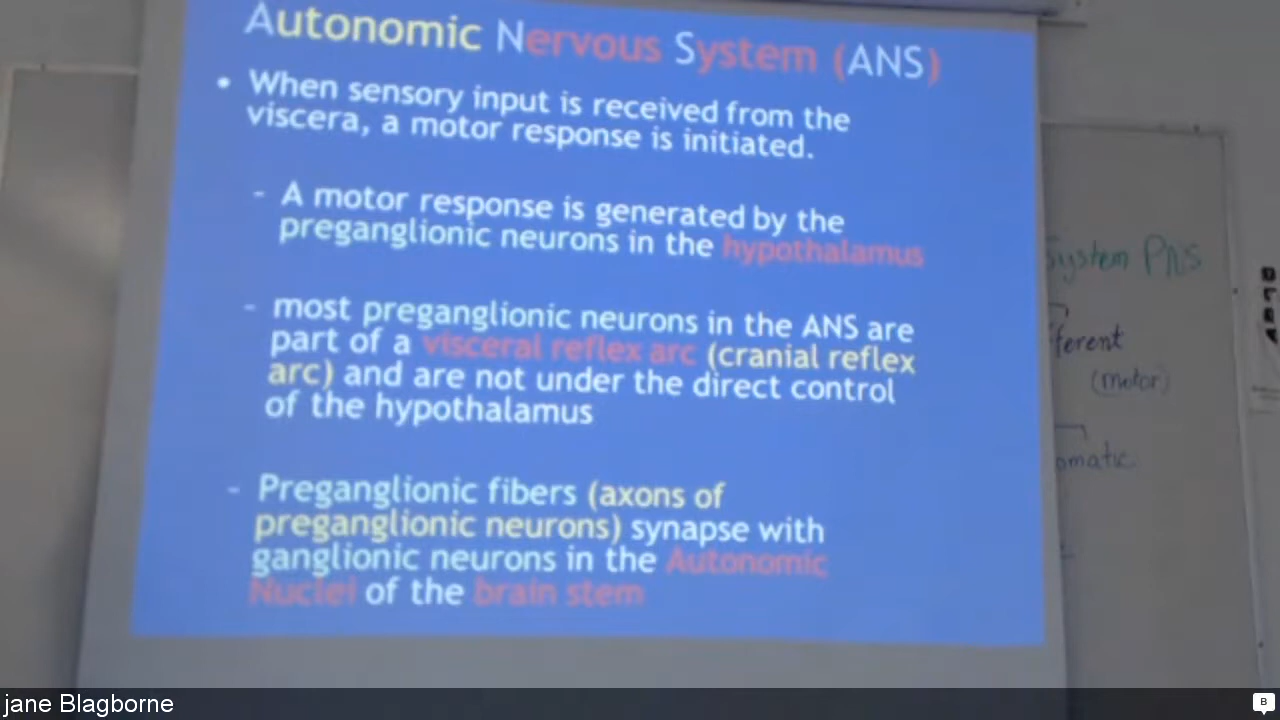 Autonomic Nervous System (ANS)
• When sensory input is received from the
viscera, a motor response is initiated.
- A motor response is generated by the
preganglionic neurons in the hypothalamus
- most preganglionic neurons in the ANS are
part of a visceral reflex arc (cranial reflex
arc) and are not under the direct control
of the hypothalamus
- Preganglionic fibers (axons of
preganglionic neurons) synapse with
ganglionic neurons in the Autonomic
Nuclei of the brain stem
System PNS
fferent
(motor)
omatic
jane Blagborne
B